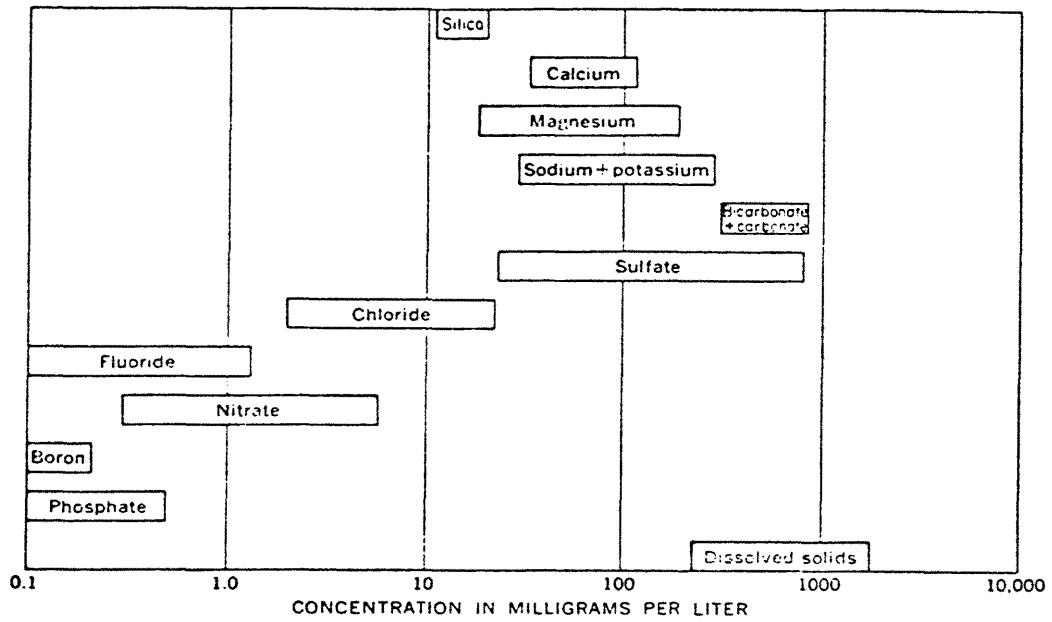 Silica
Calcium
Magnesium
Sodium + potassium
Bicarbonate
+ carbonate
Sulfate
Chloride
Fluoride
Nitrate
Boron
Phosphate
Dissolved solids
0.1 1.0 10 100 1000 10,000
CONCENTRATION IN MILLIGRAMS PER LITER